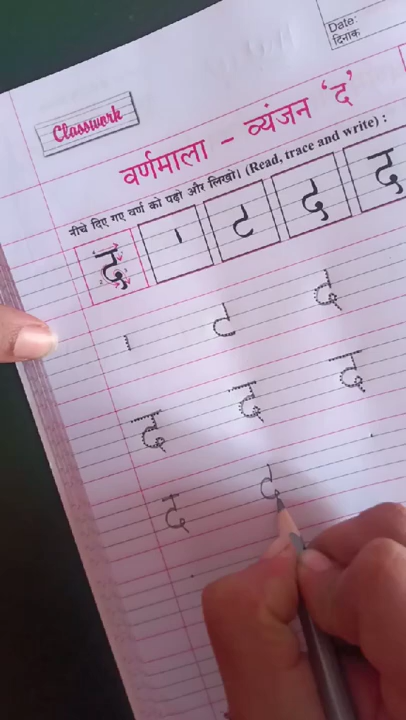 Date:
दिनांक
Classwork
वर्णमाला - व्यंजन 'द'
नीचे दिए गए वर्ण को पढ़ो और लिखो। (Read, trace and write) :
द ा ट द द
ा ट द
द द द
द द